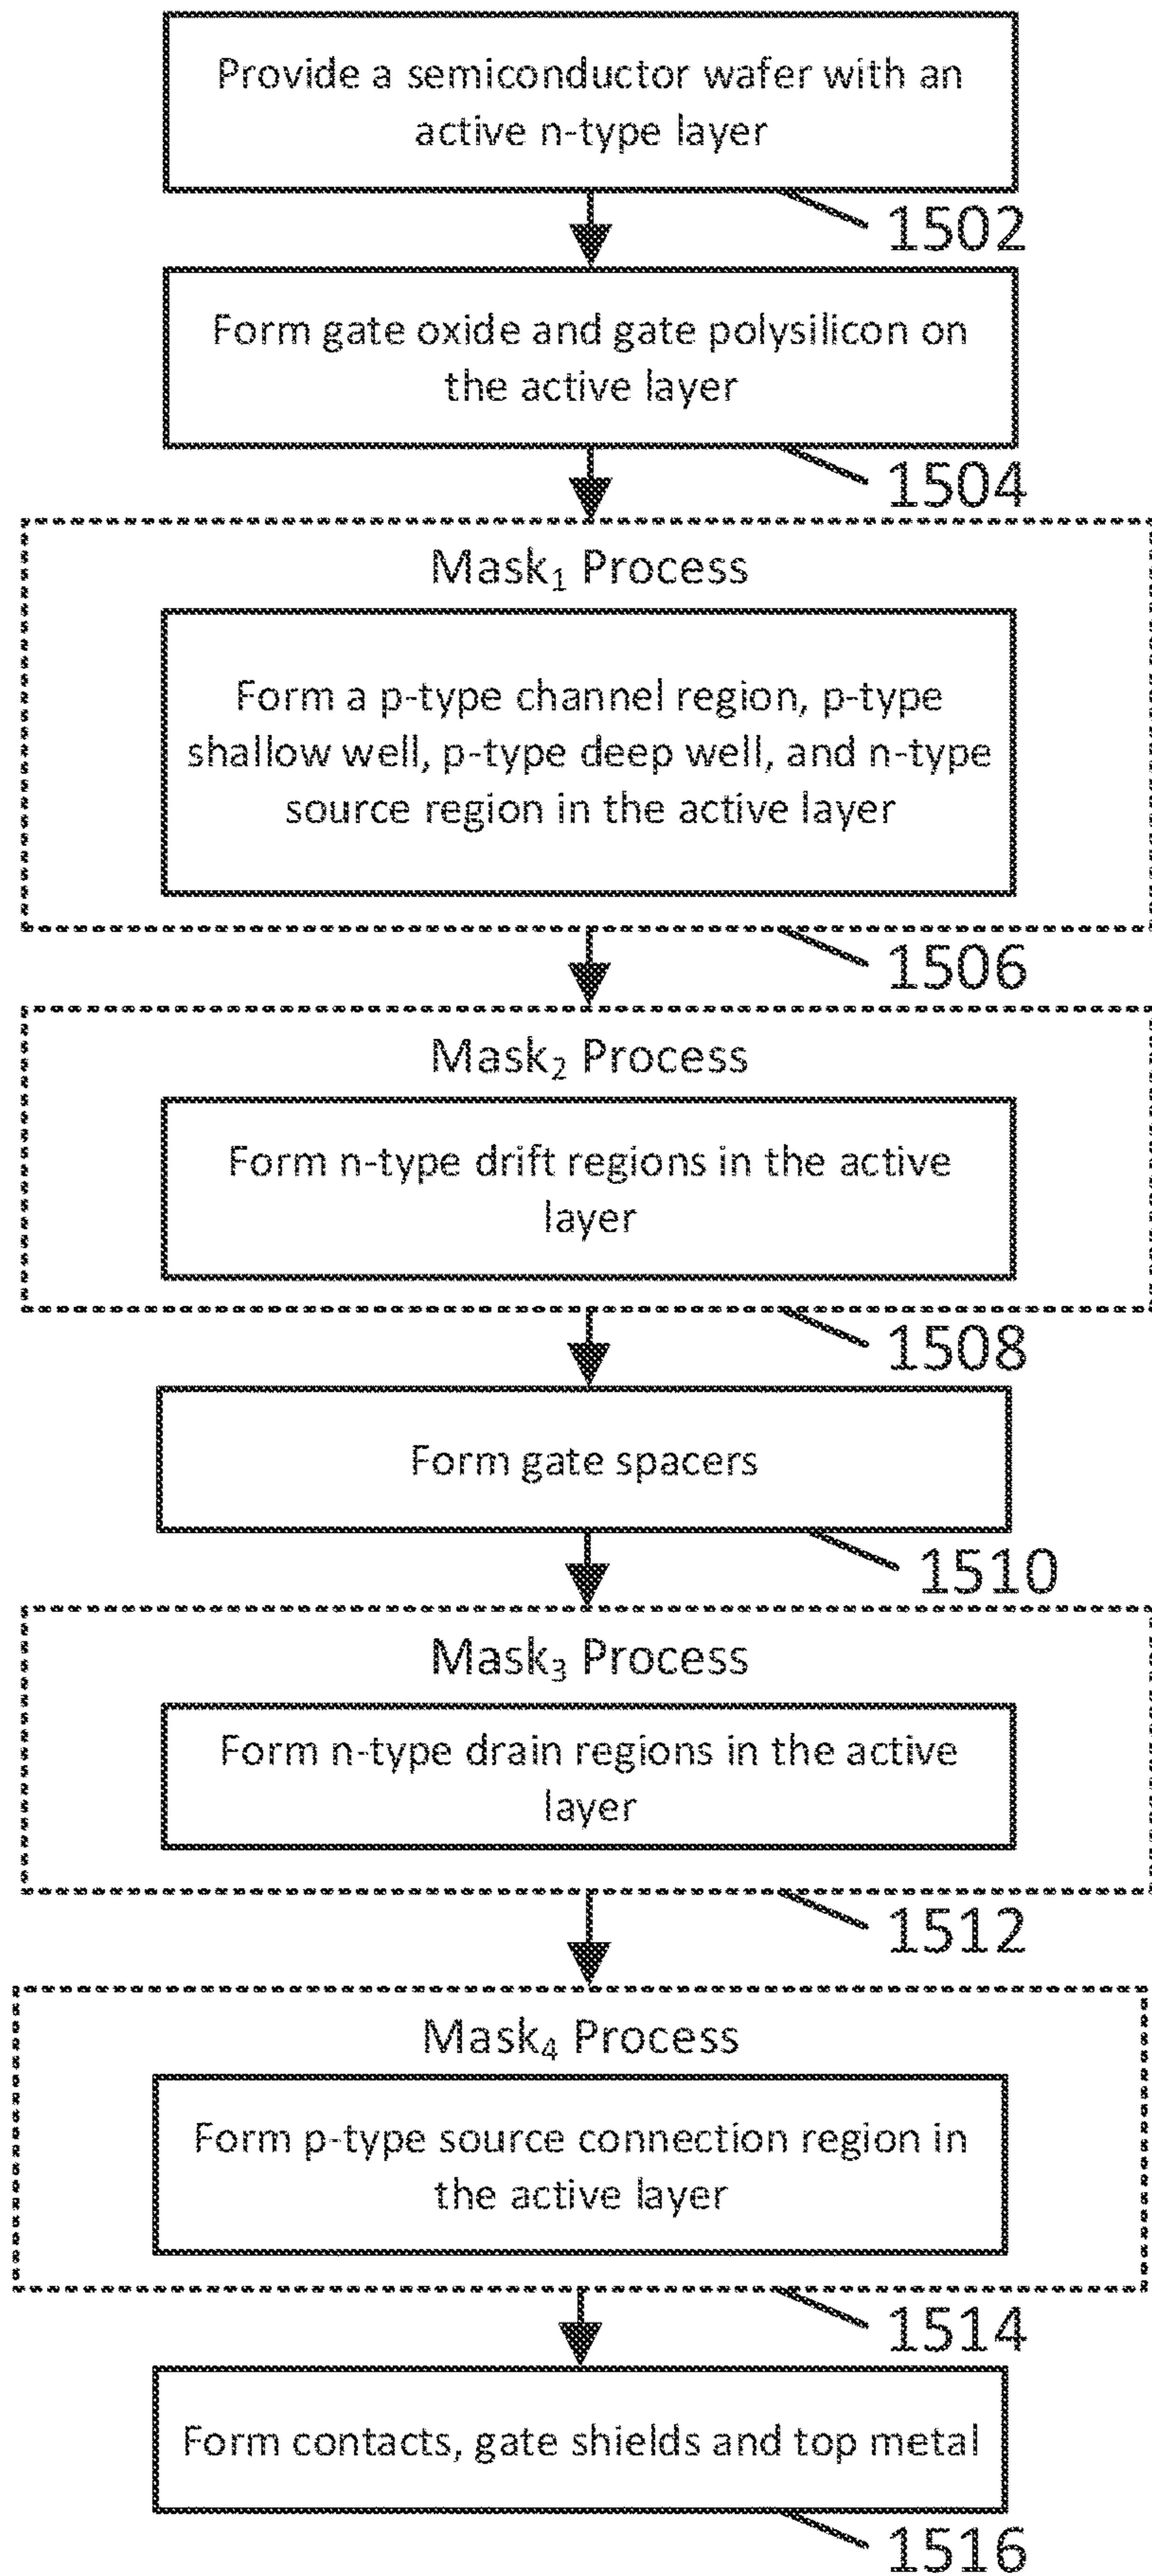 Provide a semiconductor wafer with an
active n-type layer
1502
Form gate oxide and gate polysilicon on
the active layer
1504
Mask₁ Process
Form a p-type channel region, p-type
shallow well, p-type deep well, and n-type
source region in the active layer
1506
Mask₂ Process
Form n-type drift regions in the active
layer
1508
Form gate spacers
1510
Mask₃ Process
Form n-type drain regions in the active
layer
1512
Mask₄ Process
Form p-type source connection region in
the active layer
1514
Form contacts, gate shields and top metal
1516